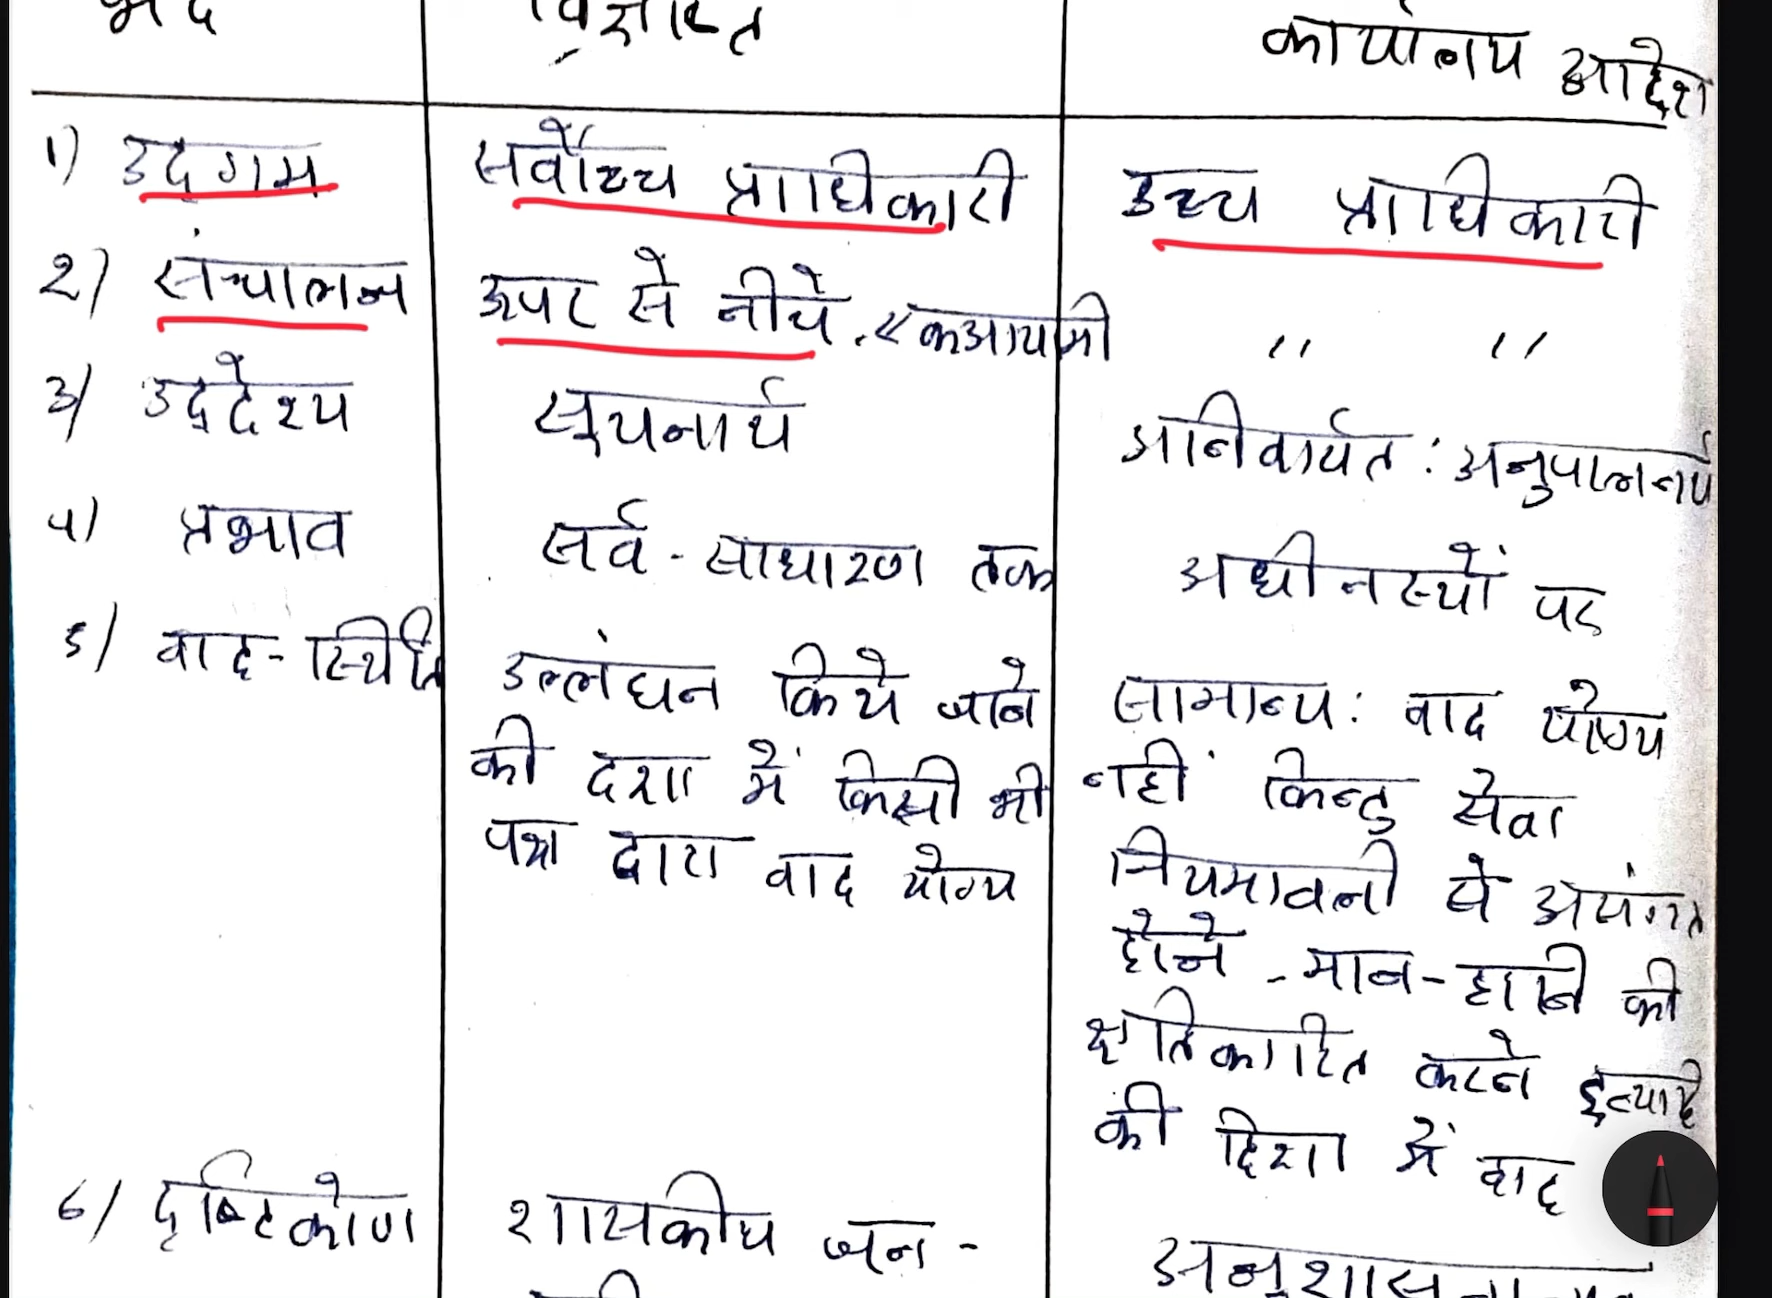 भेद विज्ञप्ति कार्यालय आदेश
1) उद्गम सर्वोच्च प्राधिकारी उच्च प्राधिकारी
2) संचालन ऊपर से नीचे. एकआयामी " "
3) उद्देश्य सूचनार्थ अनिवार्यत: अनुपालनार्थ
4) प्रभाव सर्व-साधारण तक अधीनस्थों पर
5) वाद-स्थिति उल्लंघन किये जाने सामान्य: वाद योग्य
की दशा में किसी भी नहीं किन्तु सेवा
पक्ष द्वारा वाद योग्य नियमावली से असंगत
होने - मान-हानि की
क्षति कारित करने इत्यादि
की दिशा में वाद
6) दृष्टिकोण शासकीय जन-